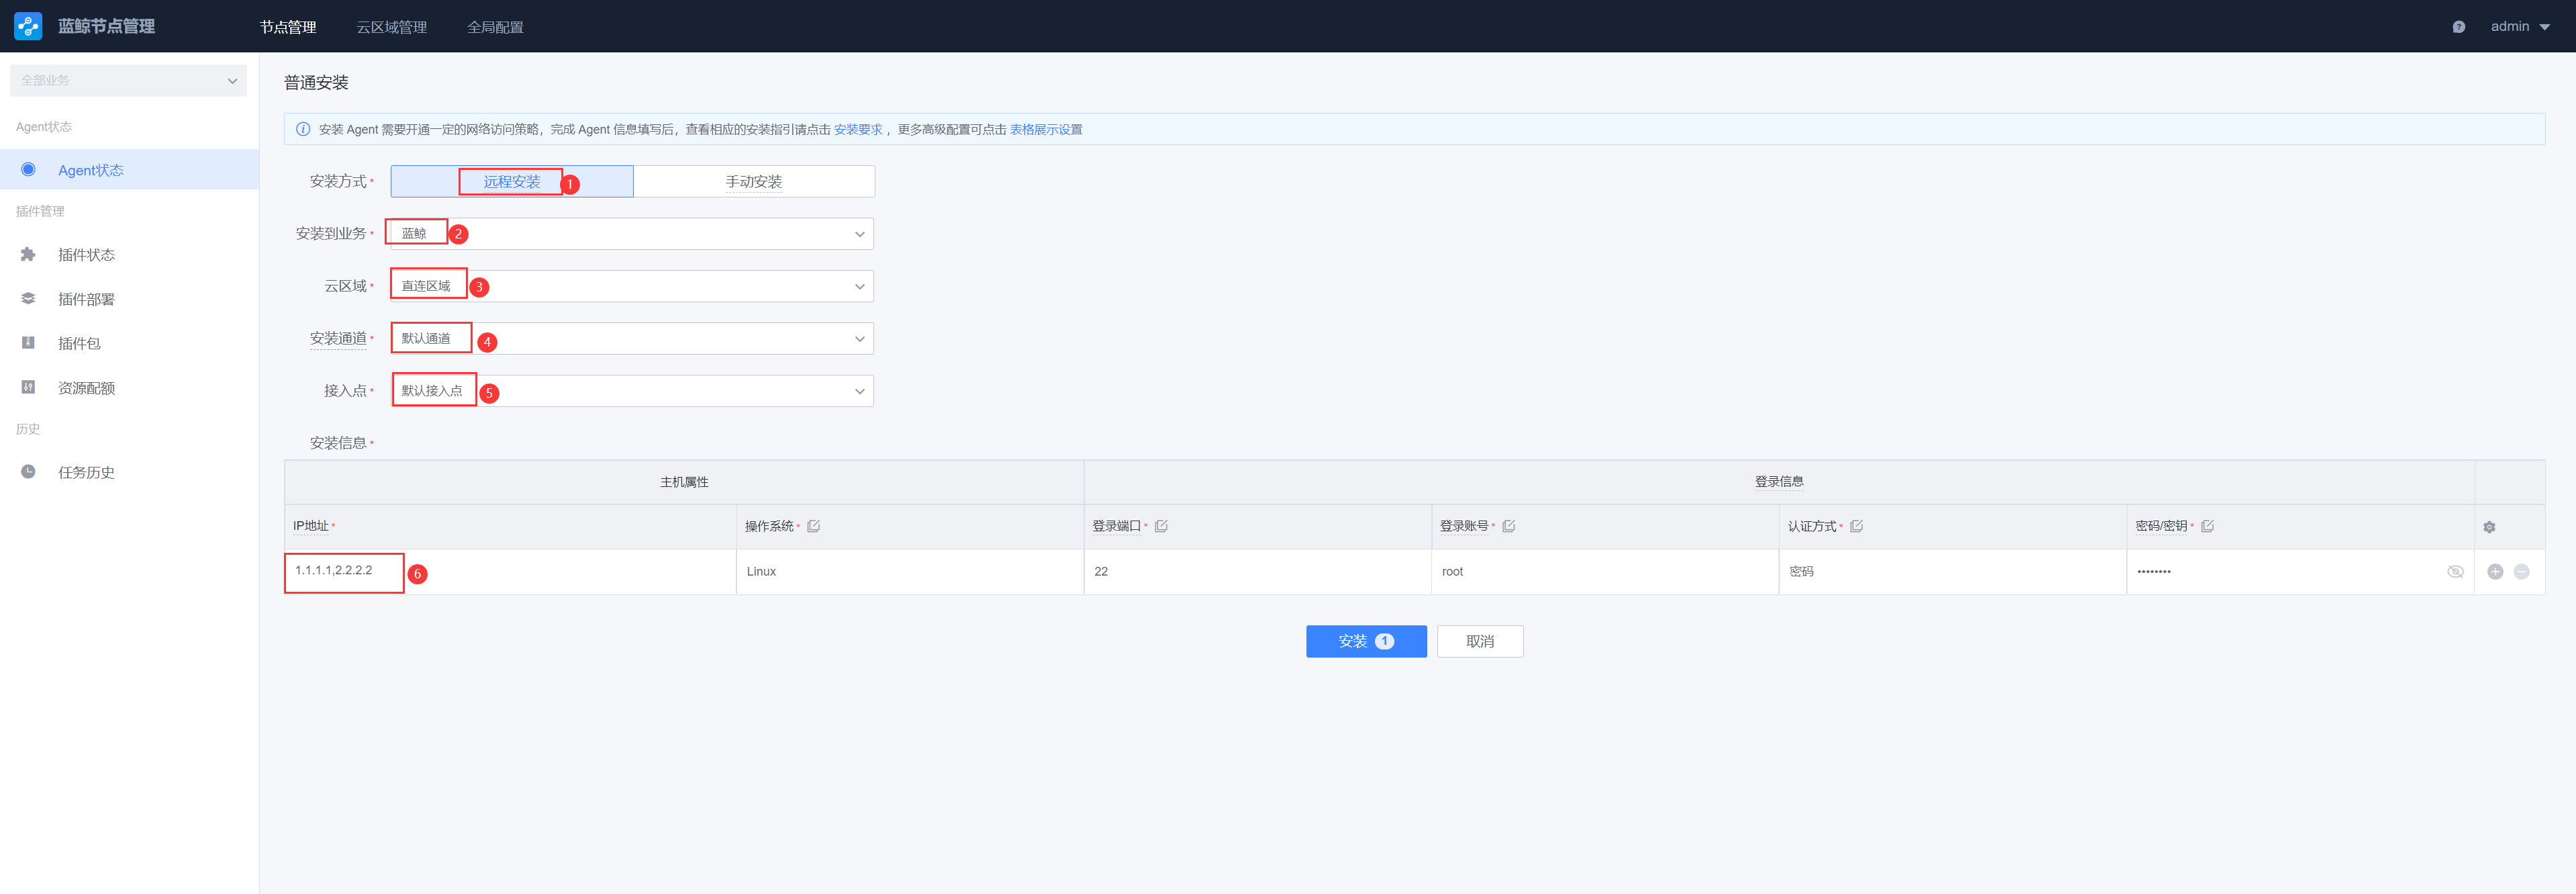 蓝鲸节点管理 节点管理 云区域管理 全局配置 admin
全部业务
Agent状态
Agent状态
插件管理
插件状态
插件部署
插件包
资源配额
历史
任务历史
普通安装
安装 Agent 需要开通一定的网络访问策略，完成 Agent 信息填写后，查看相应的安装指引请点击 安装要求 ，更多高级配置可点击 表格展示设置
安装方式 * 远程安装 1 手动安装
安装到业务 * 蓝鲸 2
云区域 * 直连区域 3
安装通道 * 默认通道 4
接入点 * 默认接入点 5
安装信息 *
主机属性 登录信息
IP地址 * 操作系统 * 登录端口 * 登录账号 * 认证方式 * 密码/密钥 *
1.1.1.1,2.2.2.2 6 Linux 22 root 密码 ••••••••
安装 1 取消